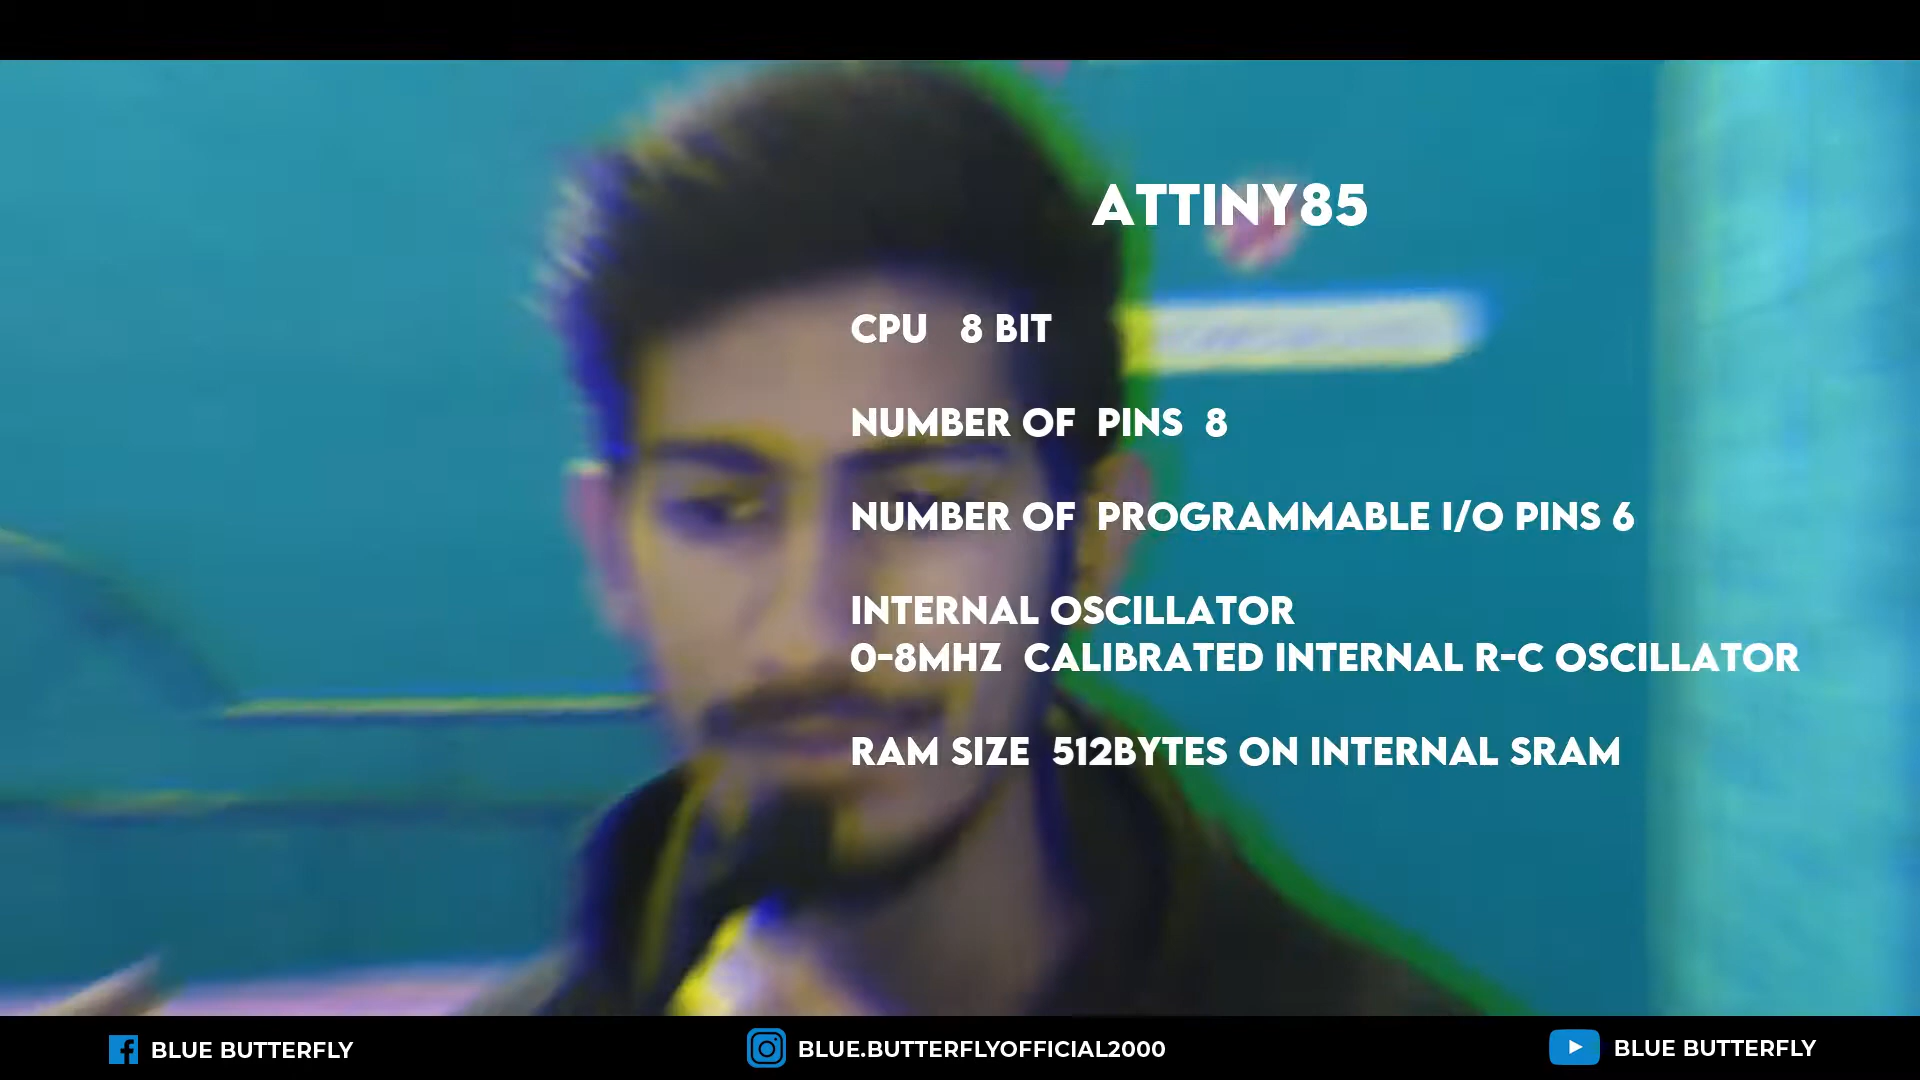 ATTINY85
CPU 8 BIT
NUMBER OF PINS 8
NUMBER OF PROGRAMMABLE I/O PINS 6
INTERNAL OSCILLATOR
0-8MHZ CALIBRATED INTERNAL R-C OSCILLATOR
RAM SIZE 512BYTES ON INTERNAL SRAM
BLUE BUTTERFLY
BLUE.BUTTERFLYOFFICIAL2000
BLUE BUTTERFLY